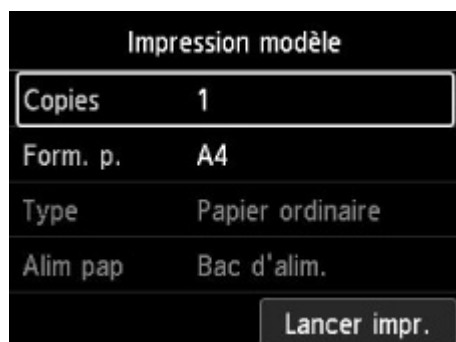 Impression modèle
Copies 1
Form. p. A4
Type Papier ordinaire
Alim pap Bac d'alim.
Lancer impr.